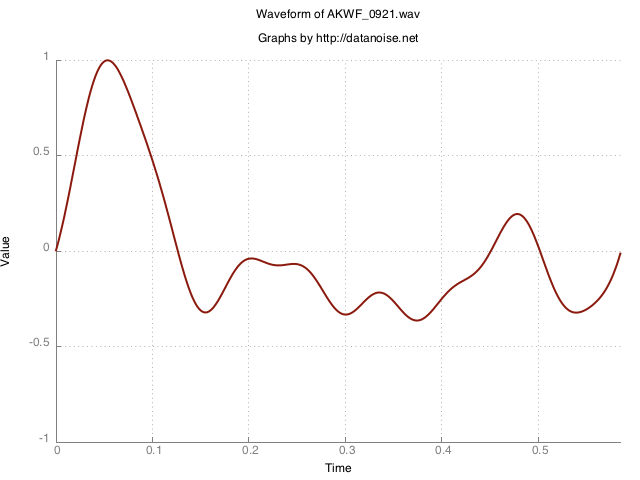 Waveform of AKWF_0921.wav
Graphs by http://datanoise.net
1
0.5
0
-0.5
-1
Value
0 0.1 0.2 0.3 0.4 0.5
Time